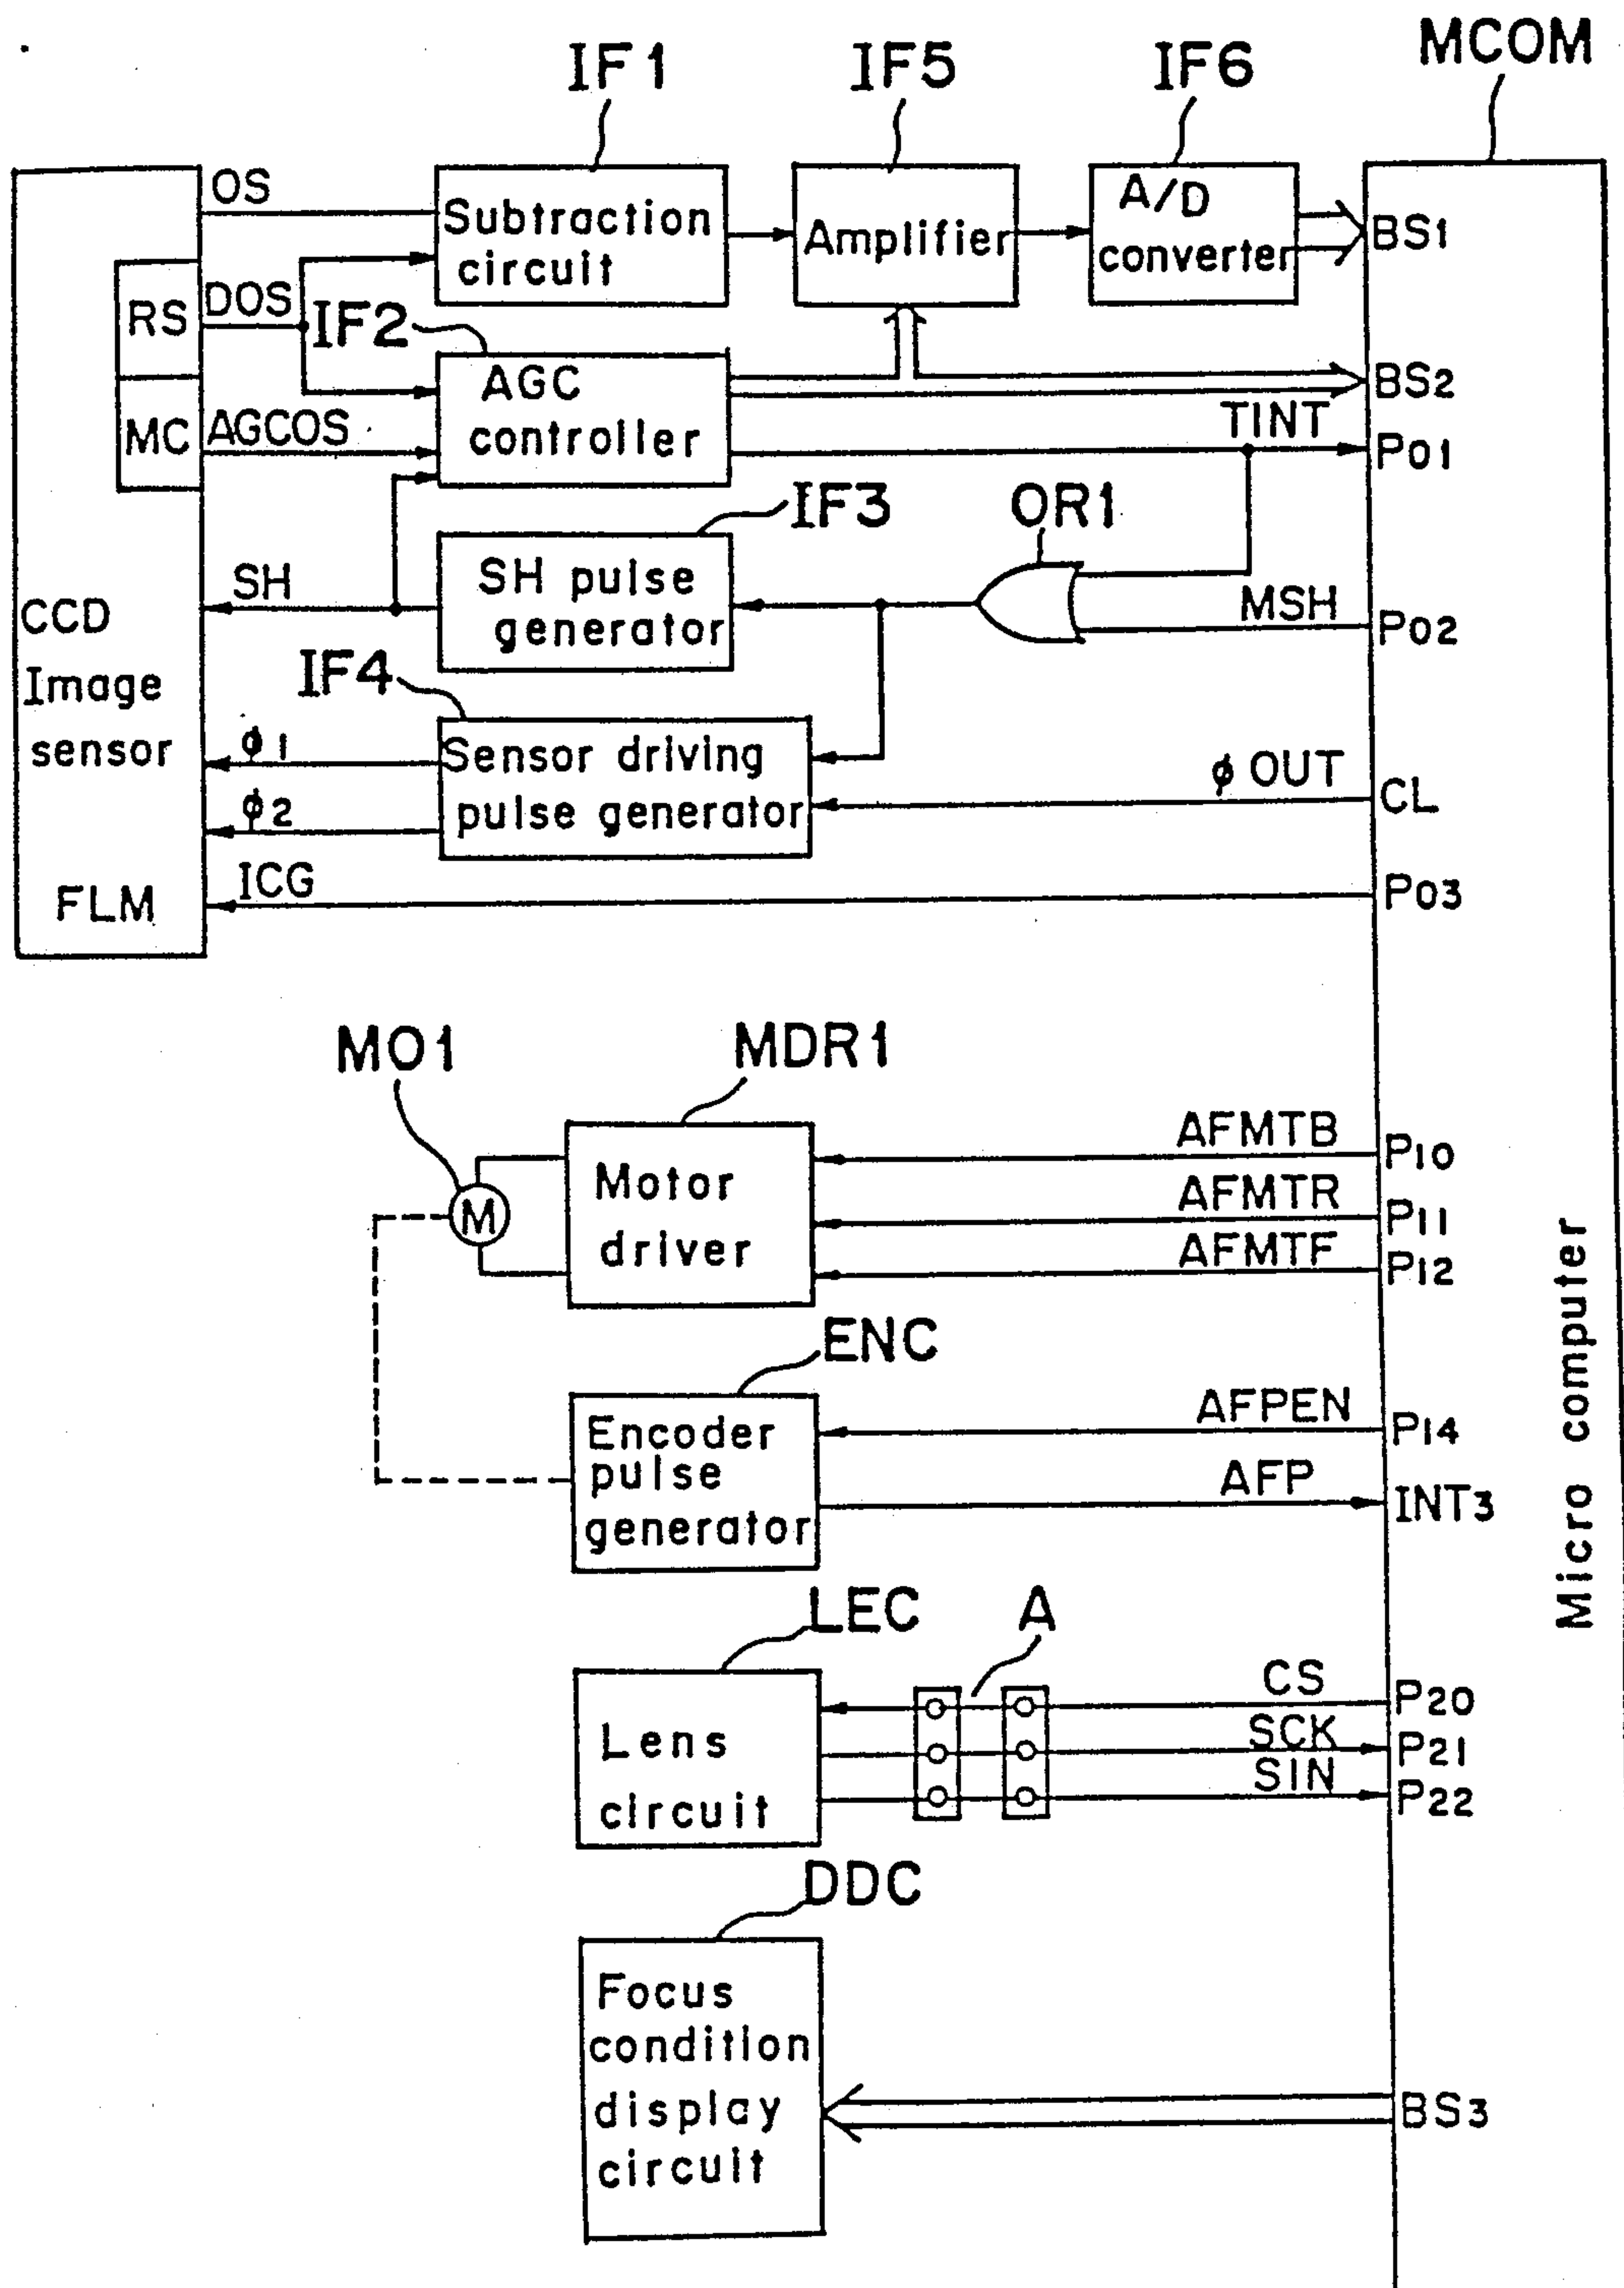 MCOM
IF1
IF5
IF6
OS
Subtraction
circuit
Amplifier
A/D
converter
BS1
RS
DOS
IF2
AGC
controller
BS2
MC
AGCOS
TINT
P01
IF3
OR1
SH
SH pulse
generator
MSH
P02
CCD
Image
sensor
IF4
ϕ1
Sensor driving
pulse generator
ϕ OUT
CL
ϕ2
ICG
P03
FLM
MO1
MDR1
M
Motor
driver
AFMTB
P10
AFMTR
P11
AFMTF
P12
Micro computer
ENC
Encoder
pulse
generator
AFPEN
P14
AFP
INT3
LEC
A
Lens
circuit
CS
P20
SCK
P21
SIN
P22
DDC
Focus
condition
display
circuit
BS3